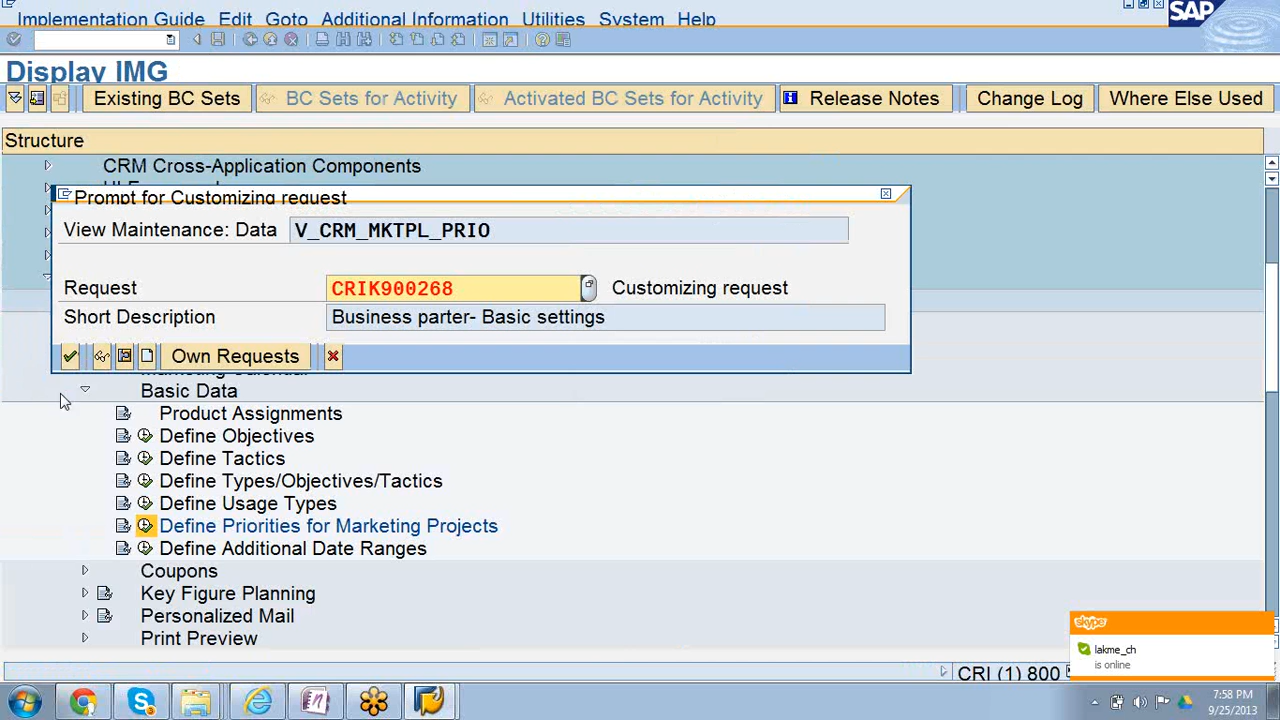 Implementation Guide Edit Goto Additional Information Utilities System Help
SAP
Display IMG
Existing BC Sets BC Sets for Activity Activated BC Sets for Activity Release Notes Change Log Where Else Used
Structure
CRM Cross-Application Components
Prompt for Customizing request
View Maintenance: Data V_CRM_MKTPL_PRIO
Request CRIK900268 Customizing request
Short Description Business parter- Basic settings
Own Requests
Marketing Calendar
Basic Data
Product Assignments
Define Objectives
Define Tactics
Define Types/Objectives/Tactics
Define Usage Types
Define Priorities for Marketing Projects
Define Additional Date Ranges
Coupons
Key Figure Planning
Personalized Mail
Print Preview
skype
lakme_ch
is online
CRI (1) 800
7:58 PM
9/25/2013